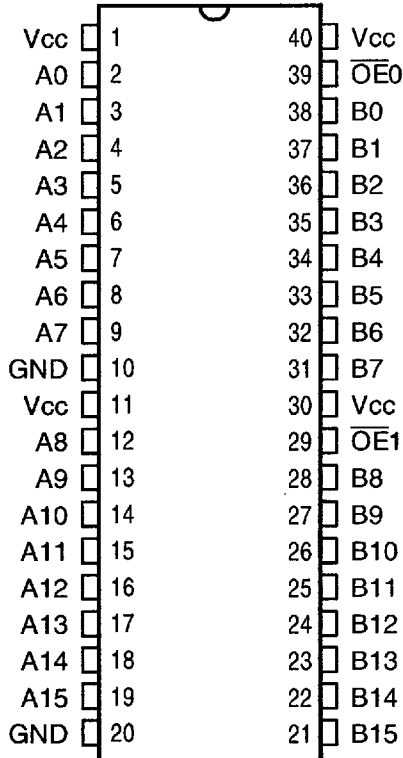 Vcc 1 40 Vcc
A0 2 39 O̅E̅0
A1 3 38 B0
A2 4 37 B1
A3 5 36 B2
A4 6 35 B3
A5 7 34 B4
A6 8 33 B5
A7 9 32 B6
GND 10 31 B7
Vcc 11 30 Vcc
A8 12 29 O̅E̅1
A9 13 28 B8
A10 14 27 B9
A11 15 26 B10
A12 16 25 B11
A13 17 24 B12
A14 18 23 B13
A15 19 22 B14
GND 20 21 B15